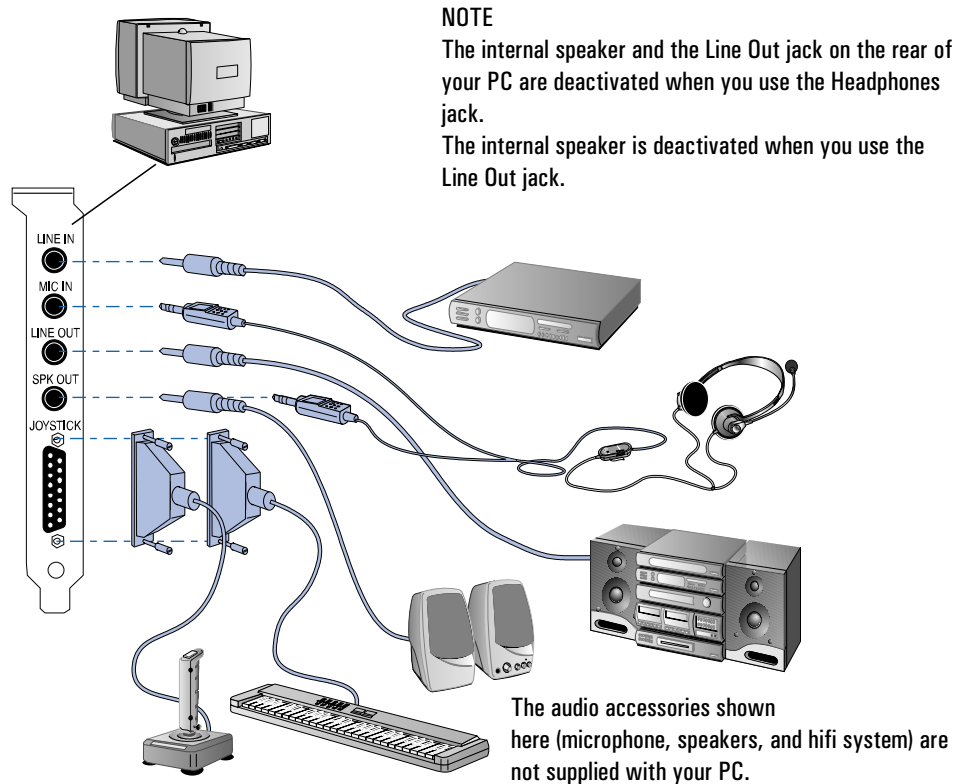 NOTE
The internal speaker and the Line Out jack on the rear of
your PC are deactivated when you use the Headphones
jack.
The internal speaker is deactivated when you use the
Line Out jack.
LINE IN
MIC IN
LINE OUT
SPK OUT
JOYSTICK
The audio accessories shown
here (microphone, speakers, and hifi system) are
not supplied with your PC.